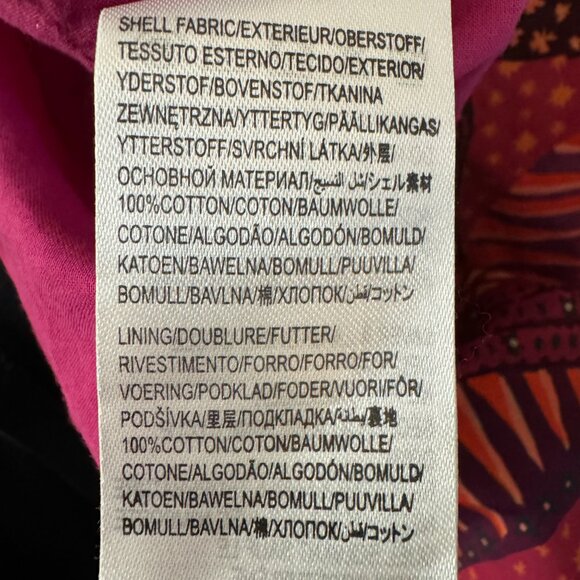 SHELL FABRIC/EXTERIEUR/OBERSTOFF/
TESSUTO ESTERNO/TECIDO/EXTERIOR/
YDERSTOF/BOVENSTOF/TKANINA
ZEWNĘTRZNA/YTTERTYG/PÄÄLLIKANGAS/
YTTERSTOFF/SVRCHNÍ LÁTKA/外层/
ОСНОВНОЙ МАТЕРИАЛ/شل النسيج/シェル素材
100%COTTON/COTON/BAUMWOLLE/
COTONE/ALGODÃO/ALGODÓN/BOMULD/
KATOEN/BAWELNA/BOMULL/PUUVILLA/
BOMULL/BAVLNA/棉/ХЛОПОК/قطن/コットン
LINING/DOUBLURE/FUTTER/
RIVESTIMENTO/FORRO/FORRO/FOR/
VOERING/PODKLAD/FODER/VUORI/FÔR/
PODŠÍVKA/里层/ПОДКЛАДКА/بطانة/裏地
100%COTTON/COTON/BAUMWOLLE/
COTONE/ALGODÃO/ALGODÓN/BOMULD/
KATOEN/BAWELNA/BOMULL/PUUVILLA/
BOMULL/BAVLNA/棉/ХЛОПОК/قطن/コットン